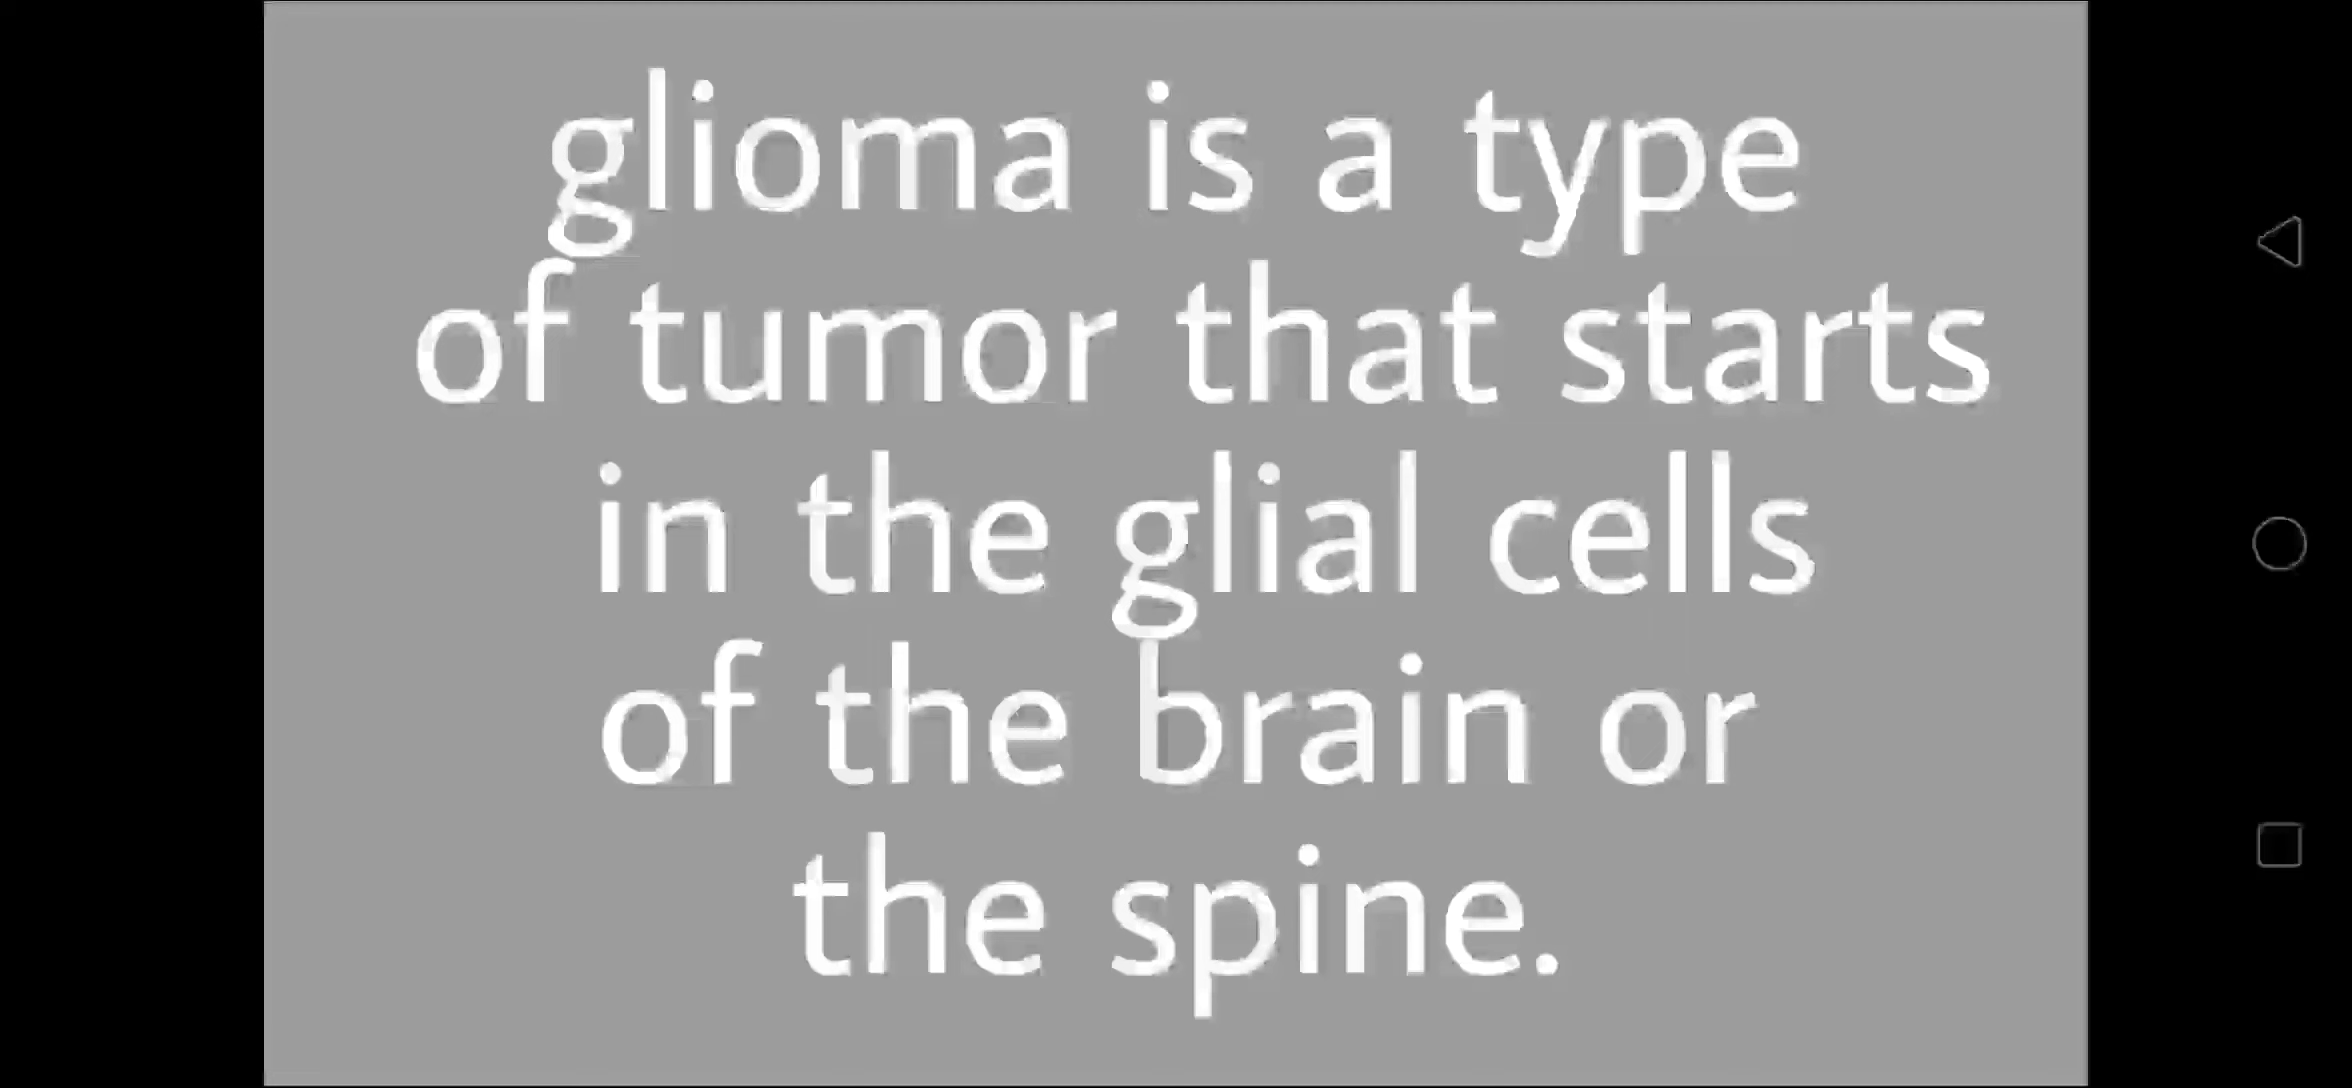 glioma is a type
of tumor that starts
in the glial cells
of the brain or
the spine.